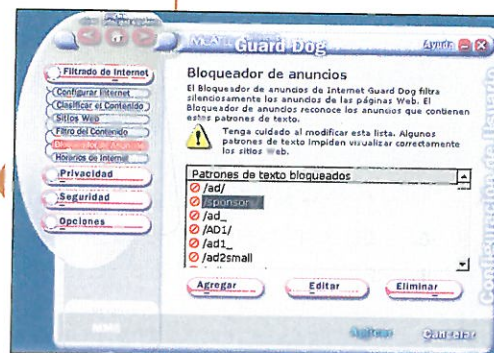 McAfee
Guard Dog
Ayuda
Filtrado de Internet
Configurar Internet
Clasificar el Contenido
Sitios Web
Filtro del Contenido
Bloqueador de Anuncios
Horarios de Internet
Privacidad
Seguridad
Opciones
Bloqueador de anuncios
El Bloqueador de anuncios de Internet Guard Dog filtra
silenciosamente los anuncios de las páginas Web. El
Bloqueador de anuncios reconoce los anuncios que contienen
estos patrones de texto.
Tenga cuidado al modificar esta lista. Algunos
patrones de texto impiden visualizar correctamente
los sitios Web.
Patrones de texto bloqueados
/ad/
/sponsor
/ad_
/AD1/
/ad1_
/ad2small
Agregar
Editar
Eliminar
Aplicar
Cancelar
Configuración de Usuario